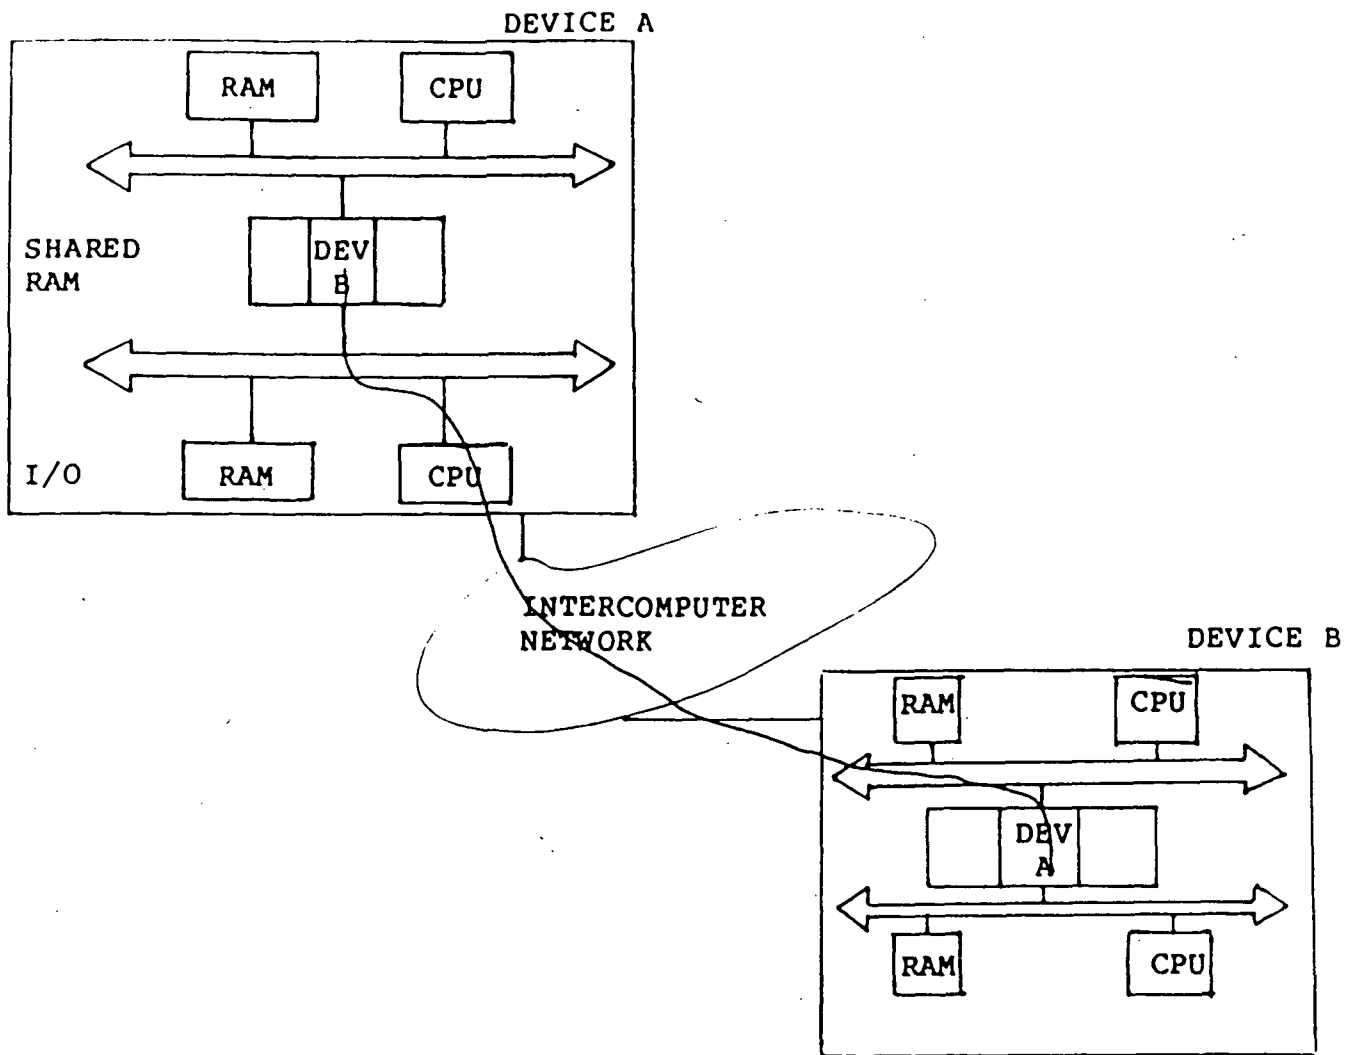 DEVICE A
RAM
CPU
SHARED
RAM
DEV
B
I/O
RAM
CPU
INTERCOMPUTER
NETWORK
DEVICE B
RAM
CPU
DEV
A
RAM
CPU